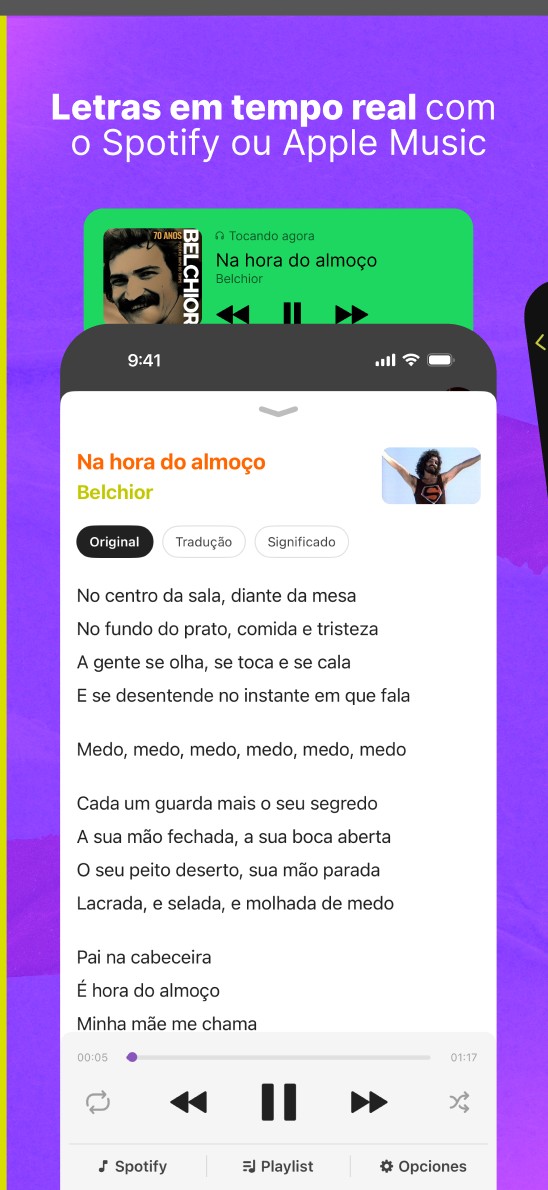 Letras em tempo real com
o Spotify ou Apple Music
70 ANOS
BELCHIOR
Tocando agora
Na hora do almoço
Belchior
9:41
Na hora do almoço
Belchior
Original
Tradução
Significado
No centro da sala, diante da mesa
No fundo do prato, comida e tristeza
A gente se olha, se toca e se cala
E se desentende no instante em que fala
Medo, medo, medo, medo, medo, medo
Cada um guarda mais o seu segredo
A sua mão fechada, a sua boca aberta
O seu peito deserto, sua mão parada
Lacrada, e selada, e molhada de medo
Pai na cabeceira
É hora do almoço
Minha mãe me chama
00:05
01:17
Spotify
Playlist
Opciones